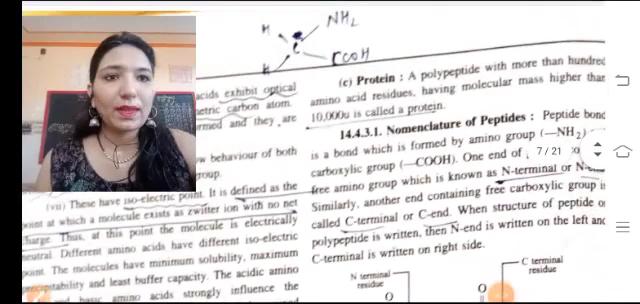 H
NH2
C
COOH
H
acids exhibit optical
metric carbon atom.
ormed and they are
w behaviour of both
group.
(vii) These have iso-electric point. It is defined as the
point at which a molecule exists as zwitter ion with no net
charge. Thus, at this point the molecule is electrically
neutral. Different amino acids have different iso-electric
point. The molecules have minimum solubility, maximum
precipitability and least buffer capacity. The acidic amino
basic amino acids strongly influence the
(c) Protein : A polypeptide with more than hundred
amino acid residues, having molecular mass higher than
10,000u is called a protein.
14.4.3.1. Nomenclature of Peptides : Peptide bond
is a bond which is formed by amino group (—NH2)
carboxylic group (—COOH). One end of
7 / 21
free amino group which is known as N-terminal or N-
Similarly, another end containing free carboxylic group i
called C-terminal or C-end. When structure of peptide o
polypeptide is written, then N-end is written on the left and
C-terminal is written on right side.
N terminal
residue
O
C terminal
residue
O